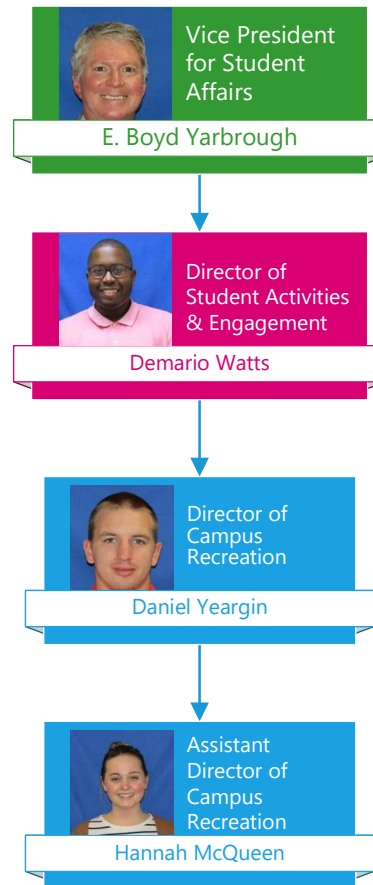 Vice President
for Student
Affairs
E. Boyd Yarbrough
Director of
Student Activities
& Engagement
Demario Watts
Director of
Campus
Recreation
Daniel Yeargin
Assistant
Director of
Campus
Recreation
Hannah McQueen